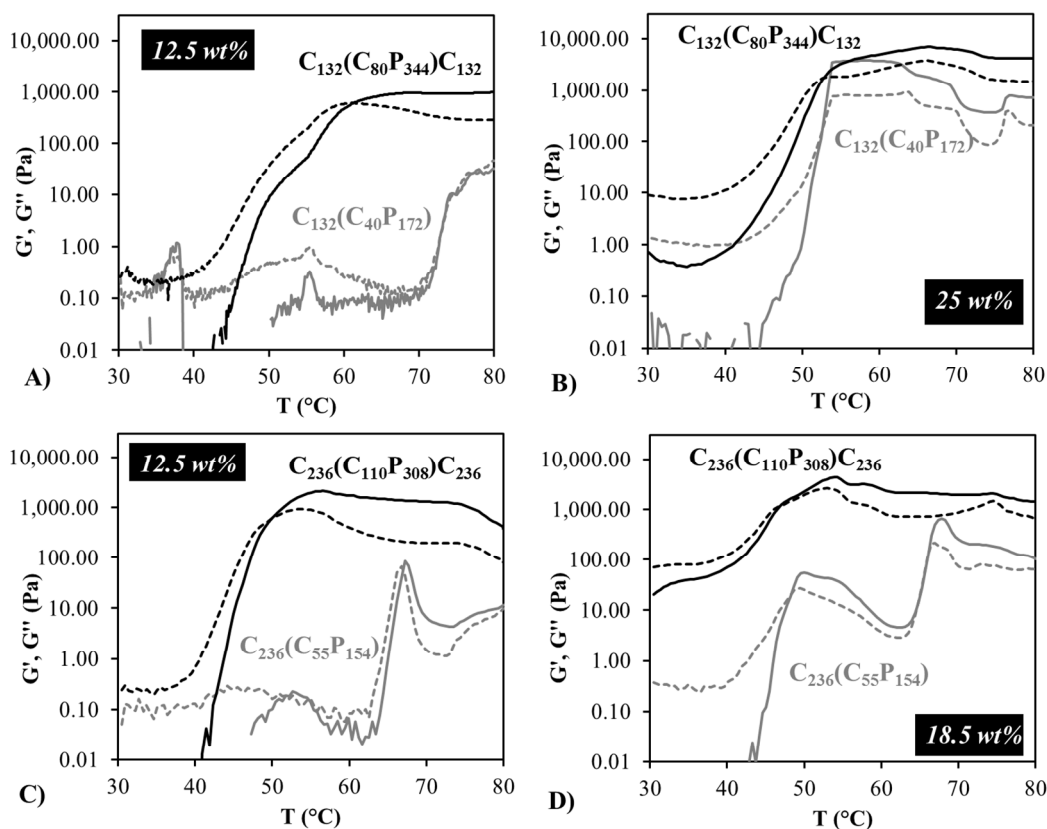 12.5 wt%
C₁₃₂(C₈₀P₃₄₄)C₁₃₂
C₁₃₂(C₄₀P₁₇₂)
G', G'' (Pa)
10,000.00
1,000.00
100.00
10.00
1.00
0.10
0.01
30 40 50 60 70 80
A)
T (°C)
C₁₃₂(C₈₀P₃₄₄)C₁₃₂
C₁₃₂(C₄₀P₁₇₂)
25 wt%
G', G'' (Pa)
10,000.00
1,000.00
100.00
10.00
1.00
0.10
0.01
30 40 50 60 70 80
B)
T (°C)
12.5 wt%
C₂₃₆(C₁₁₀P₃₀₈)C₂₃₆
C₂₃₆(C₅₅P₁₅₄)
G', G'' (Pa)
10,000.00
1,000.00
100.00
10.00
1.00
0.10
0.01
30 40 50 60 70 80
C)
T (°C)
C₂₃₆(C₁₁₀P₃₀₈)C₂₃₆
C₂₃₆(C₅₅P₁₅₄)
18.5 wt%
G', G'' (Pa)
10,000.00
1,000.00
100.00
10.00
1.00
0.10
0.01
30 40 50 60 70 80
D)
T (°C)